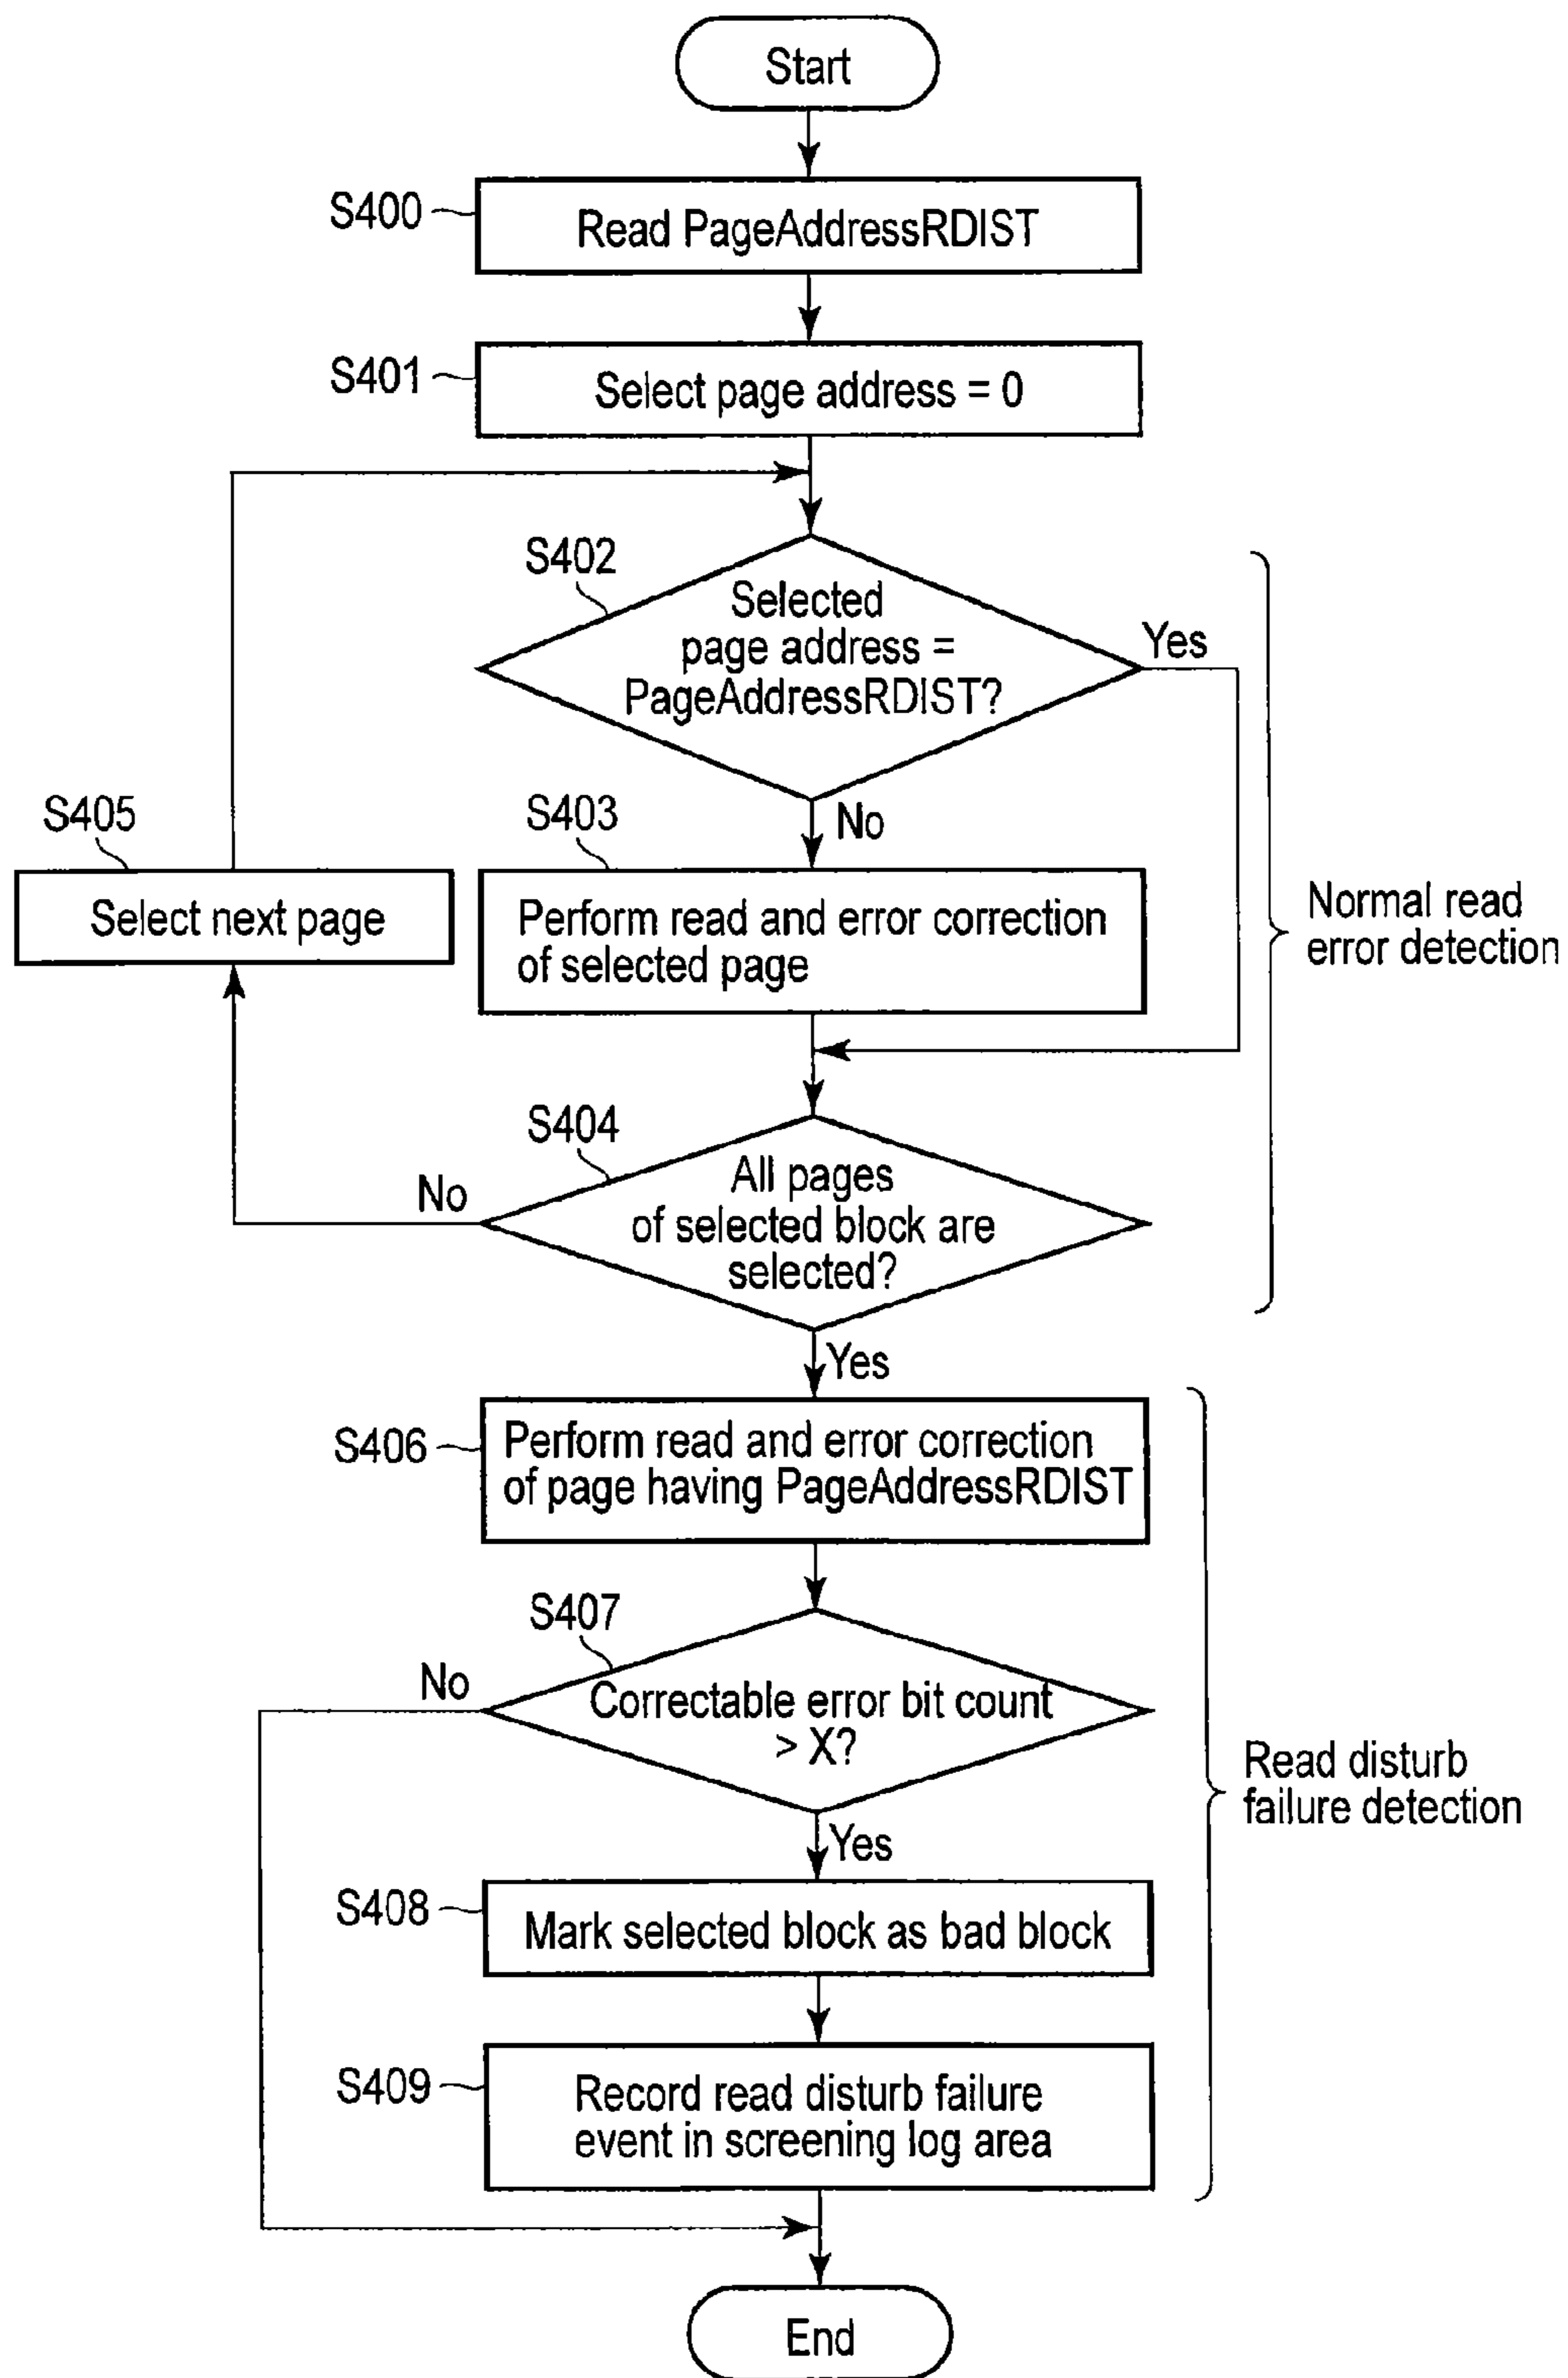 Start
S400
Read PageAddressRDIST
S401
Select page address = 0
S402
Selected
page address =
PageAddressRDIST?
Yes
No
S405
Select next page
S403
Perform read and error correction
of selected page
Normal read
error detection
S404
All pages
of selected block are
selected?
No
Yes
S406
Perform read and error correction
of page having PageAddressRDIST
S407
Correctable error bit count
> X?
No
Yes
Read disturb
failure detection
S408
Mark selected block as bad block
S409
Record read disturb failure
event in screening log area
End